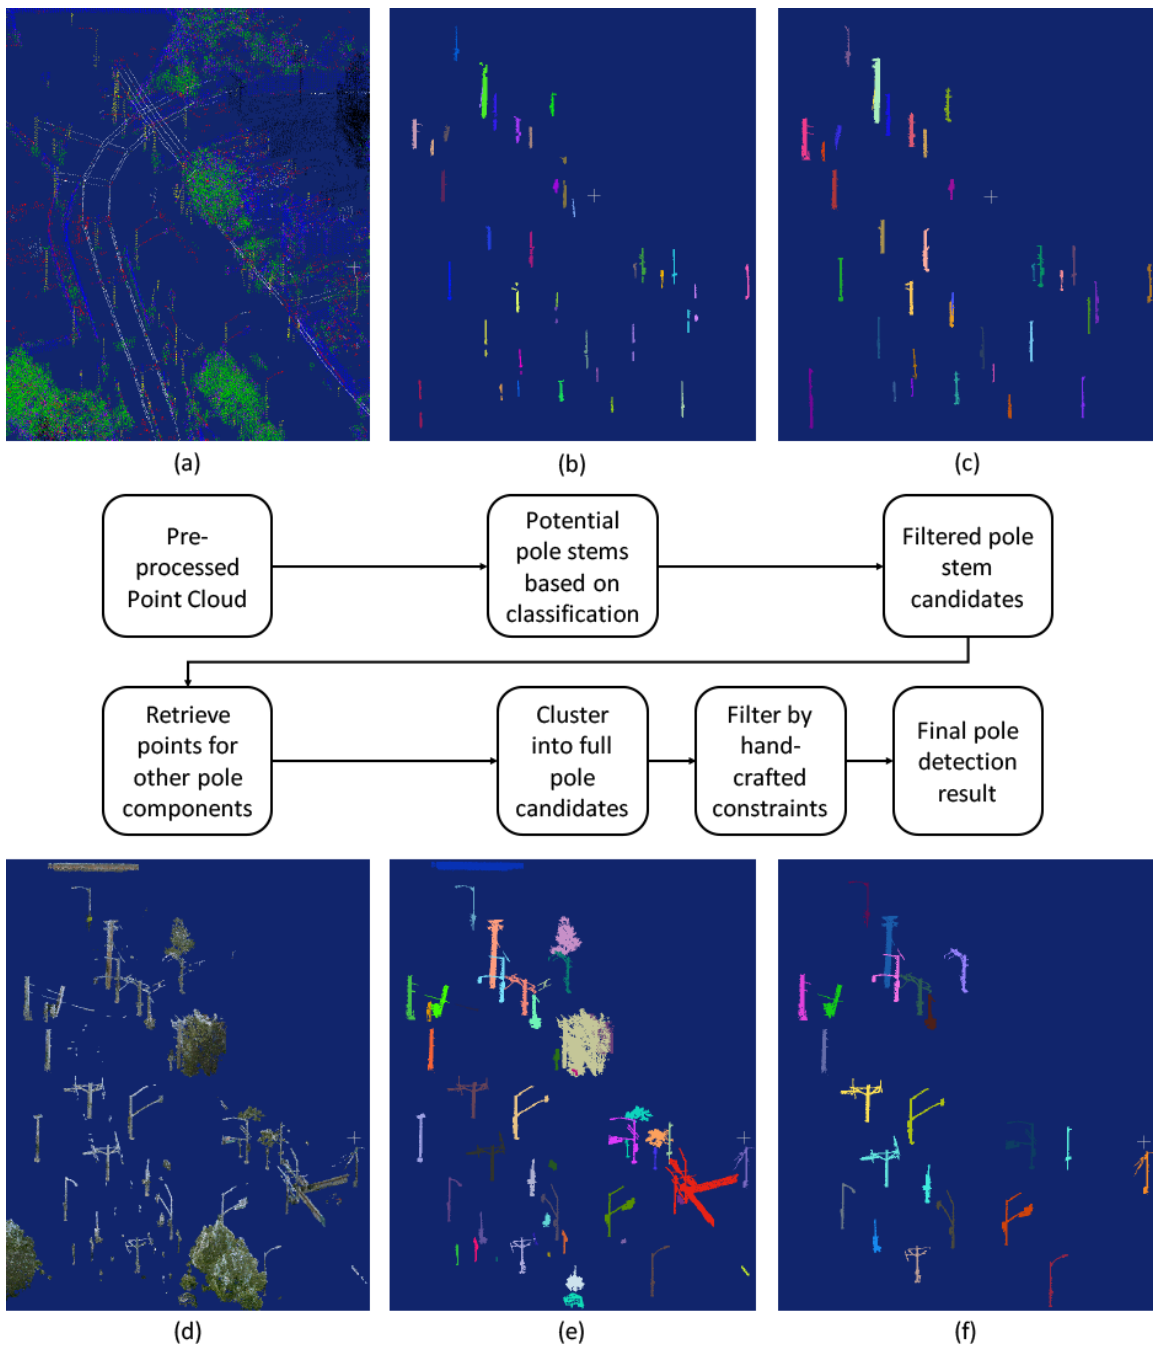 (a)
(b)
(c)
Pre-
processed
Point Cloud
Potential
pole stems
based on
classification
Filtered pole
stem
candidates
Retrieve
points for
other pole
components
Cluster
into full
pole
candidates
Filter by
hand-
crafted
constraints
Final pole
detection
result
(d)
(e)
(f)